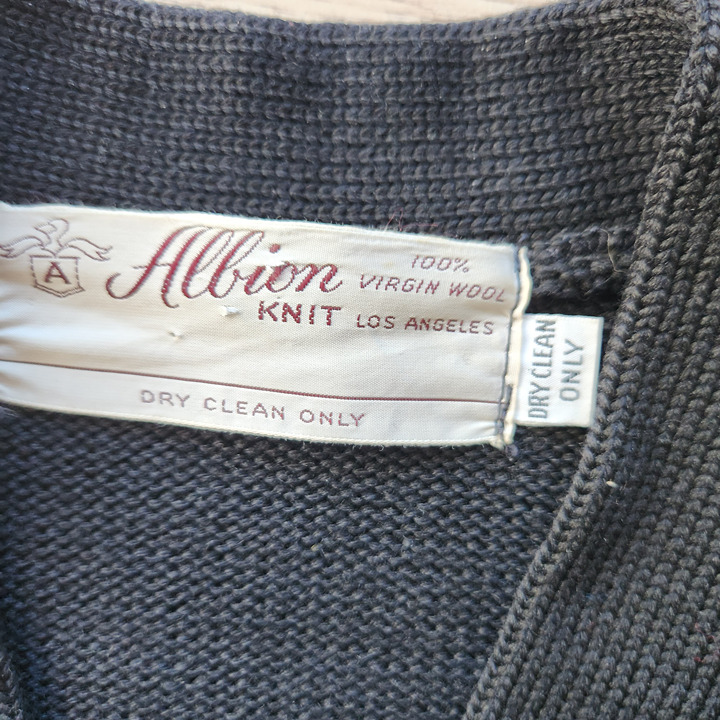 A
Albion
100%
VIRGIN WOOL
KNIT LOS ANGELES
DRY CLEAN ONLY
DRY CLEAN
ONLY